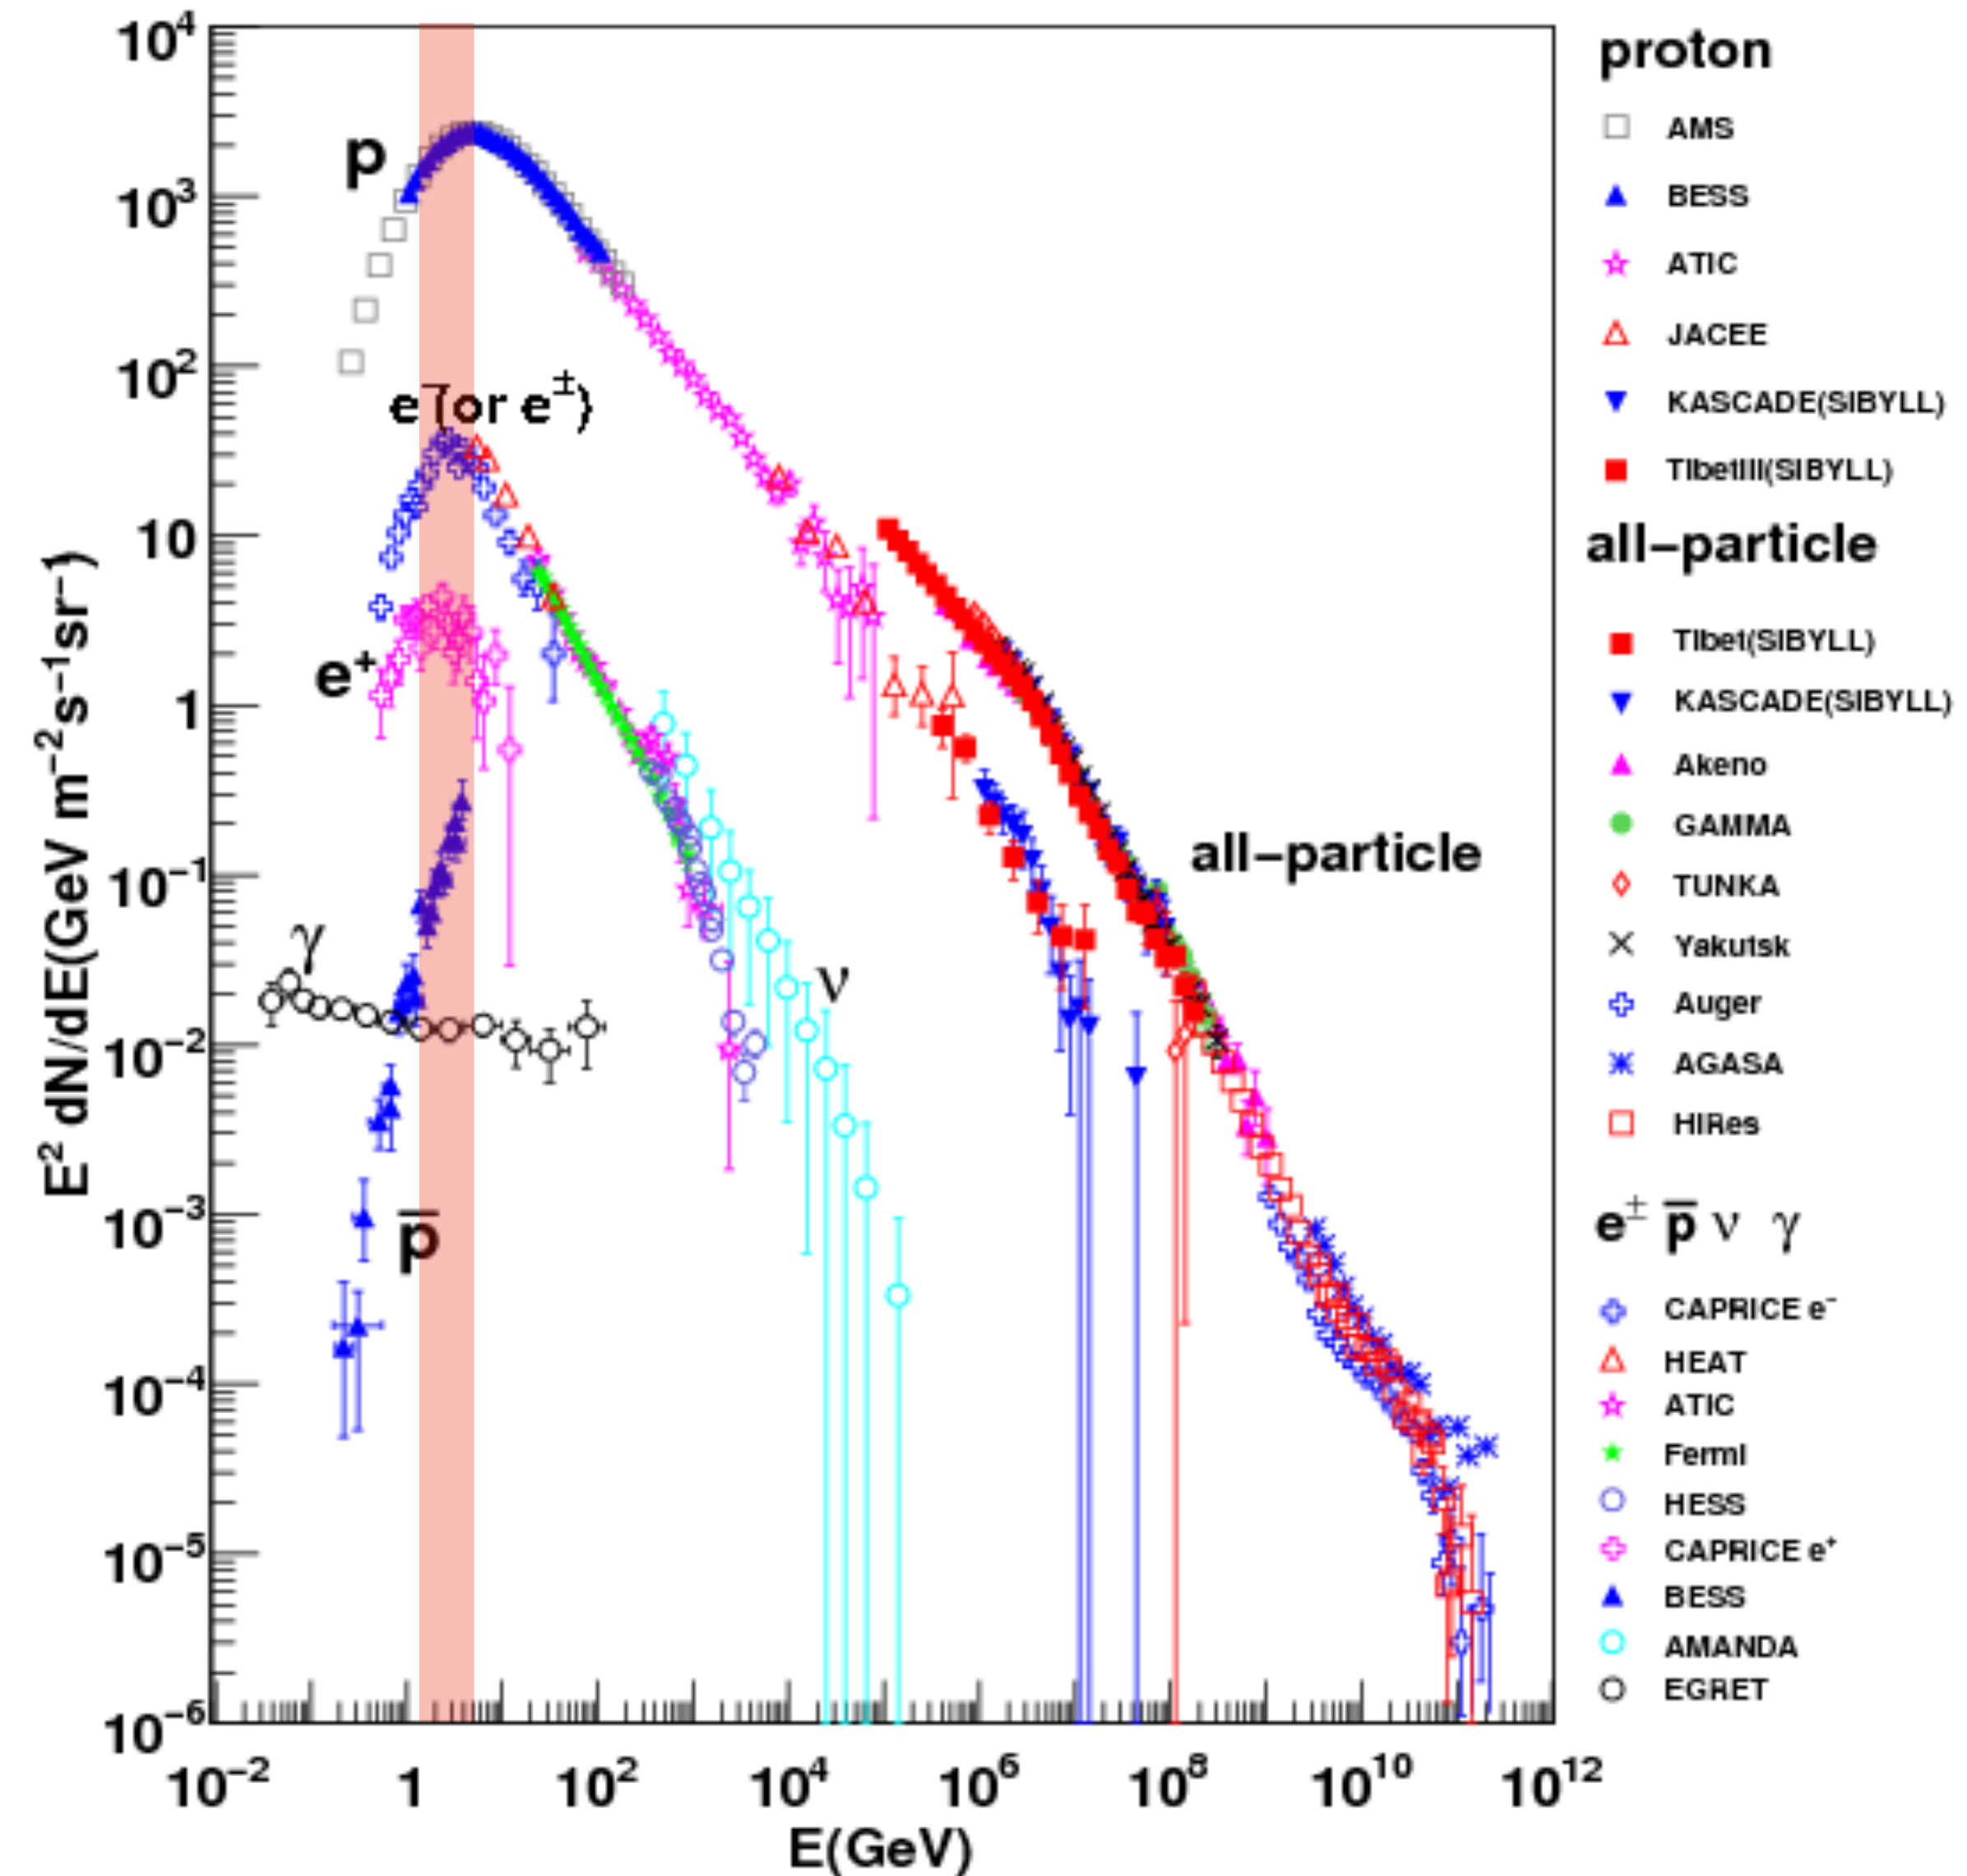 10⁴
10³
10²
10
1
10⁻¹
10⁻²
10⁻³
10⁻⁴
10⁻⁵
10⁻⁶
E² dN/dE(GeV m⁻²s⁻¹sr⁻¹)
10⁻²
1
10²
10⁴
10⁶
10⁸
10¹⁰
10¹²
E(GeV)
p
e⁻(or e±)
e⁺
γ
p̅
ν
all-particle
proton
AMS
BESS
ATIC
JACEE
KASCADE(SIBYLL)
TibetIII(SIBYLL)
all-particle
Tibet(SIBYLL)
KASCADE(SIBYLL)
Akeno
GAMMA
TUNKA
Yakutsk
Auger
AGASA
HiRes
e± p̅ ν γ
CAPRICE e⁻
HEAT
ATIC
Fermi
HESS
CAPRICE e⁺
BESS
AMANDA
EGRET